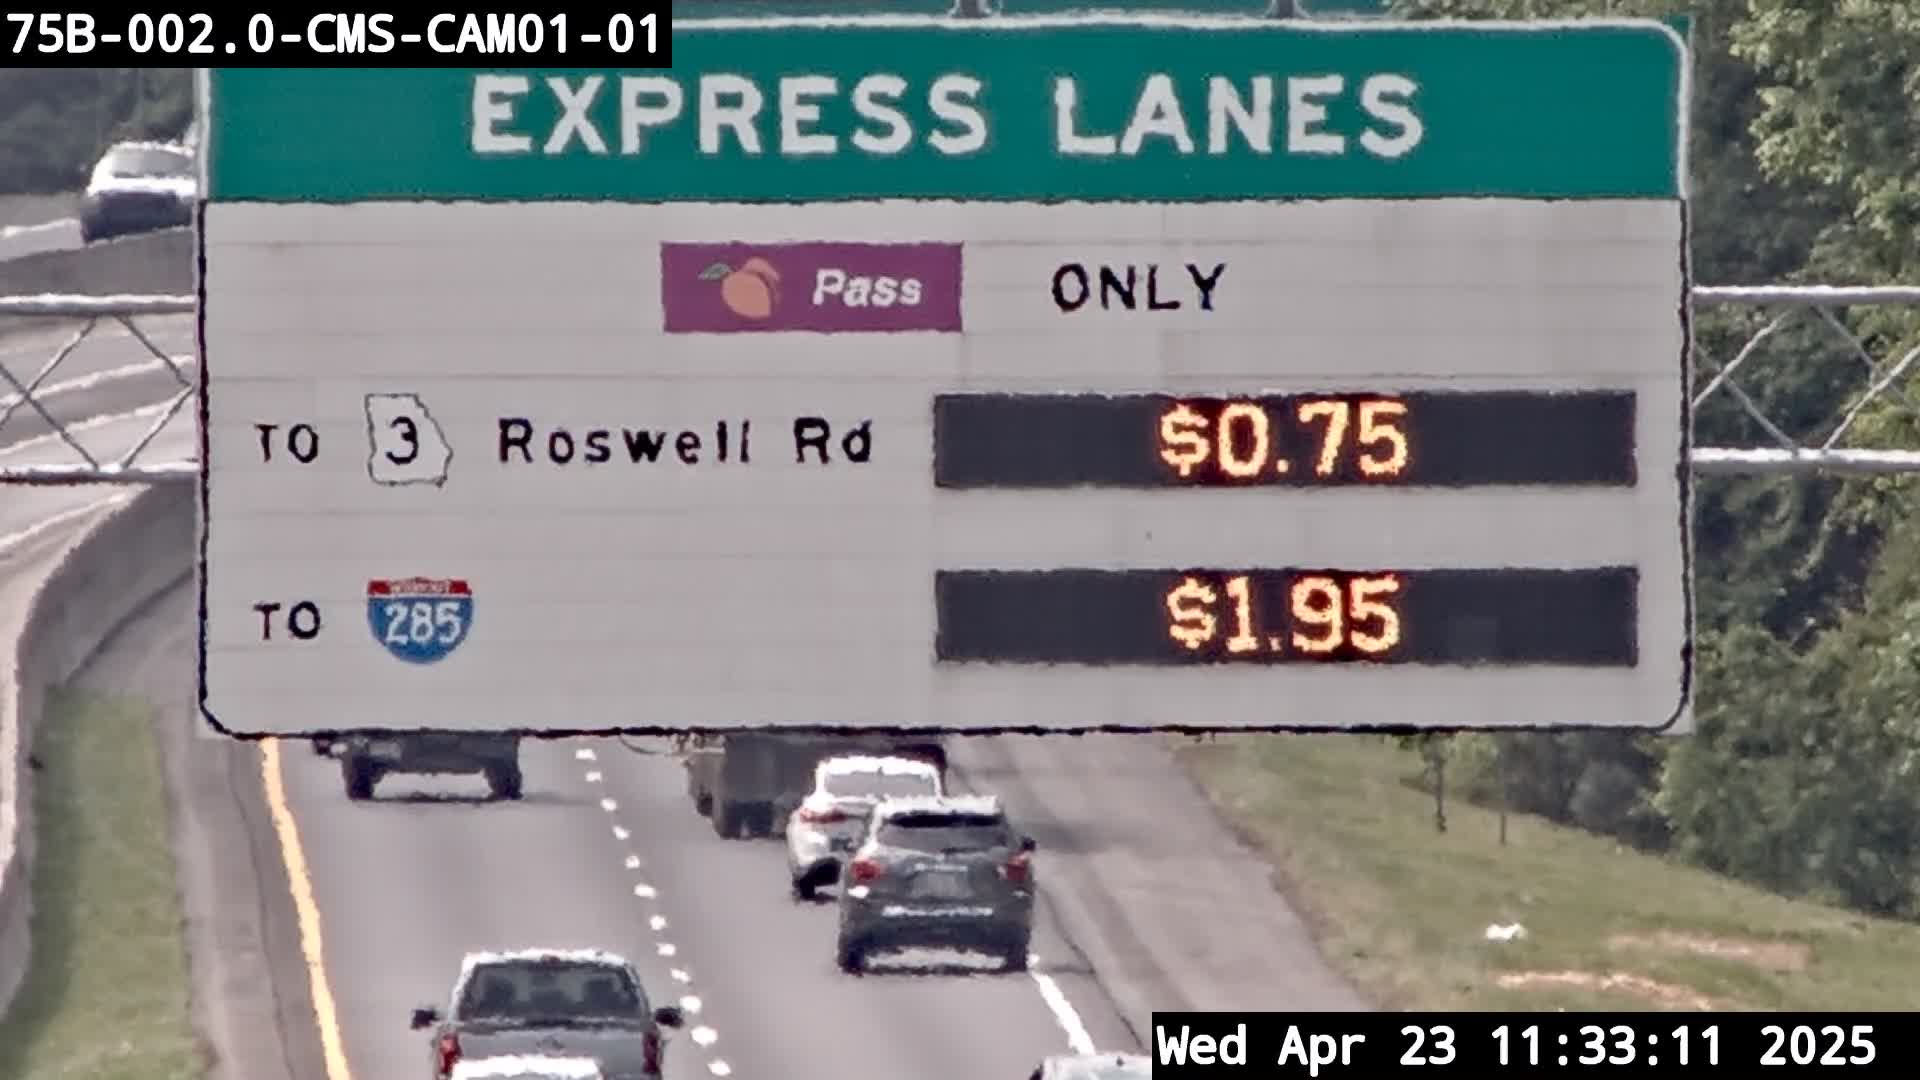 75B-002.0-CMS-CAM01-01
EXPRESS LANES
Pass ONLY
TO 3 Roswell Rd $0.75
TO 285 $1.95
Wed Apr 23 11:33:11 2025